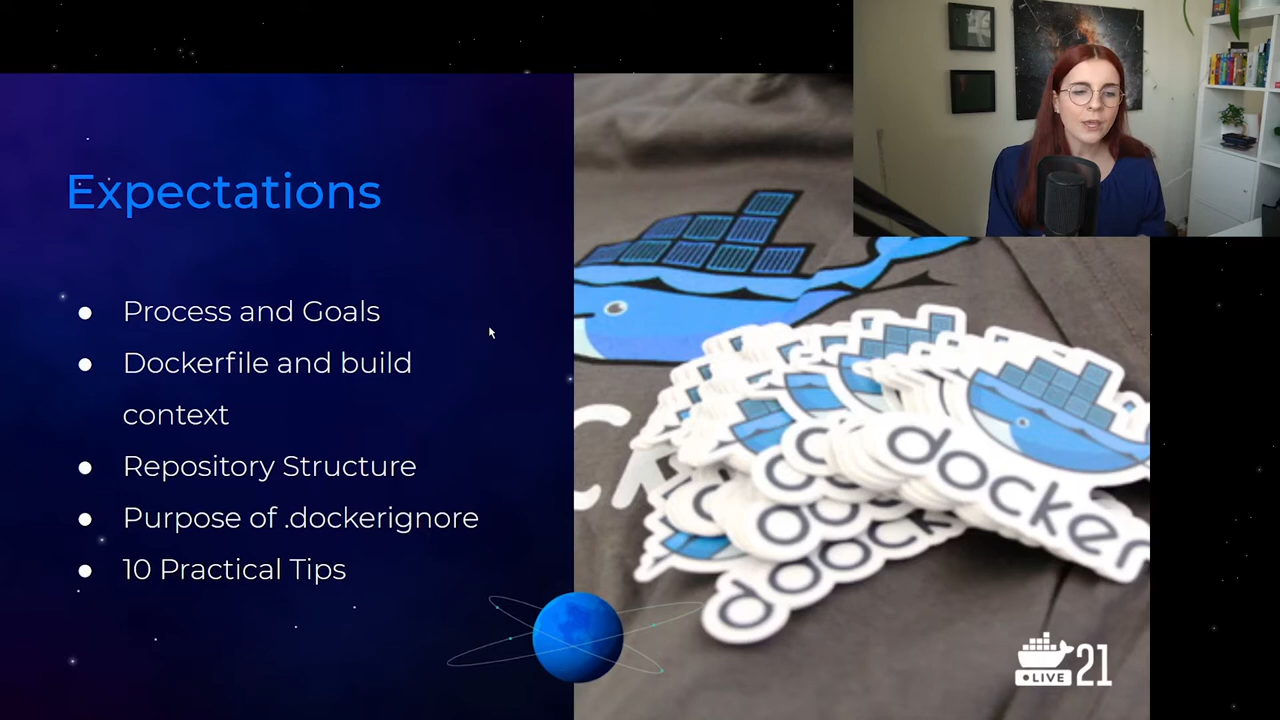 Expectations
● Process and Goals
● Dockerfile and build
context
● Repository Structure
● Purpose of .dockerignore
● 10 Practical Tips
docker
docker
LIVE 21